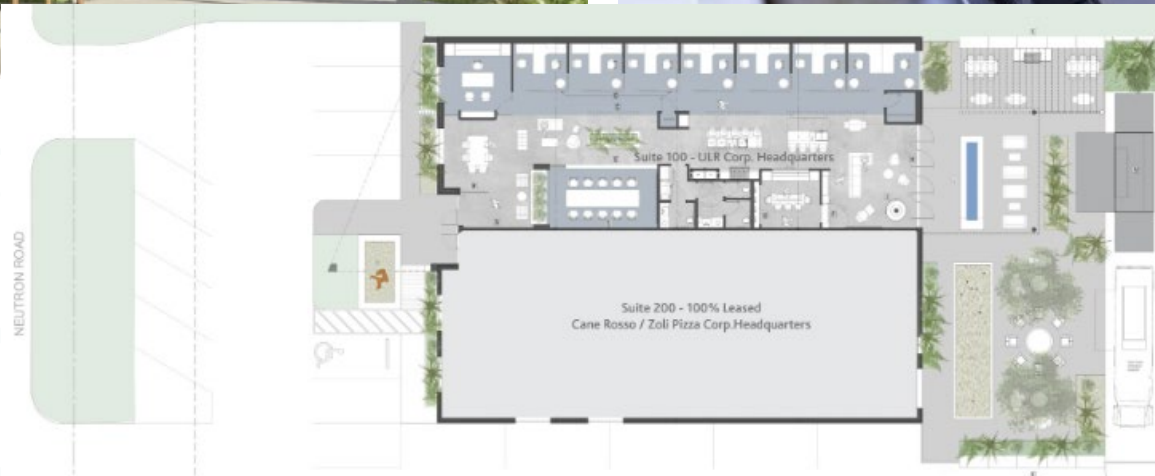 NEUTRON ROAD
Suite 100 - ULR Corp. Headquarters
Suite 200 - 100% Leased
Cane Rosso / Zoli Pizza Corp.Headquarters